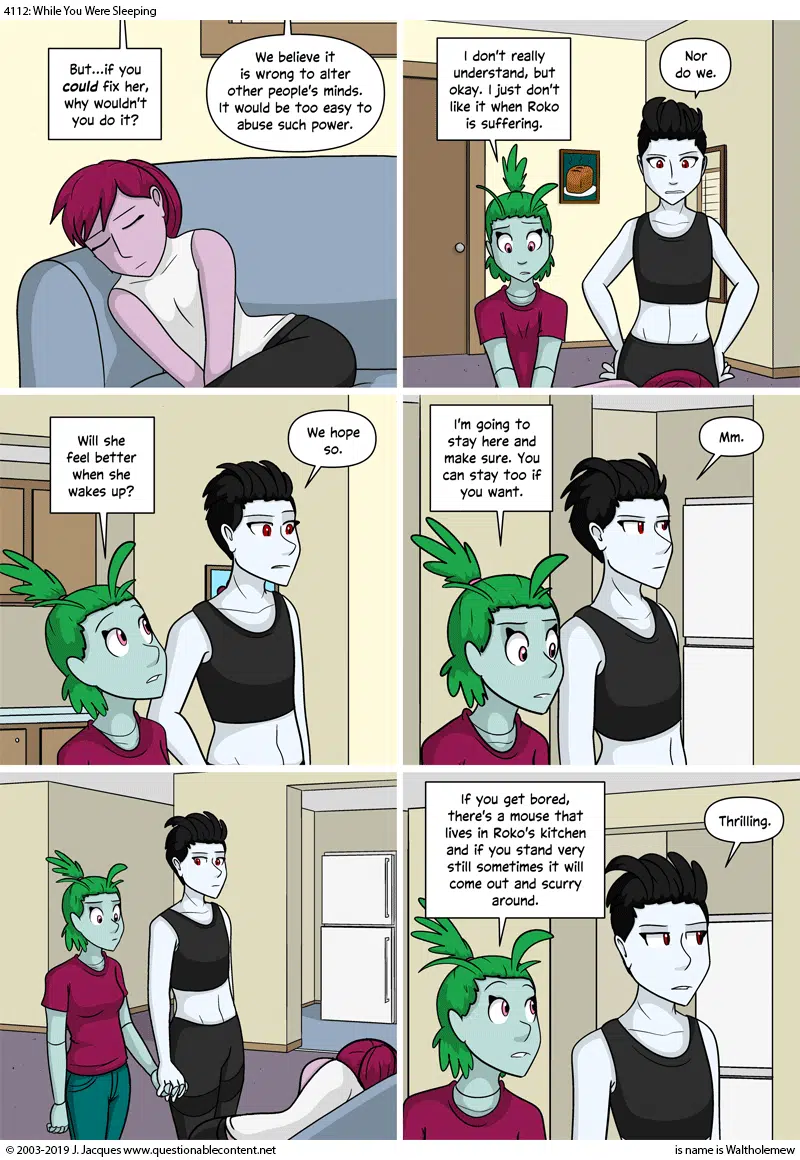 4112: While You Were Sleeping
But...if you
could fix her,
why wouldn't
you do it?
We believe it
is wrong to alter
other people's minds.
It would be too easy to
abuse such power.
I don't really
understand, but
okay. I just don't
like it when Roko
is suffering.
Nor
do we.
Will she
feel better
when she
wakes up?
We hope
so.
I'm going to
stay here and
make sure. You
can stay too if
you want.
Mm.
If you get bored,
there's a mouse that
lives in Roko's kitchen
and if you stand very
still sometimes it will
come out and scurry
around.
Thrilling.
© 2003-2019 J. Jacques www.questionablecontent.net
is name is Waltholemew